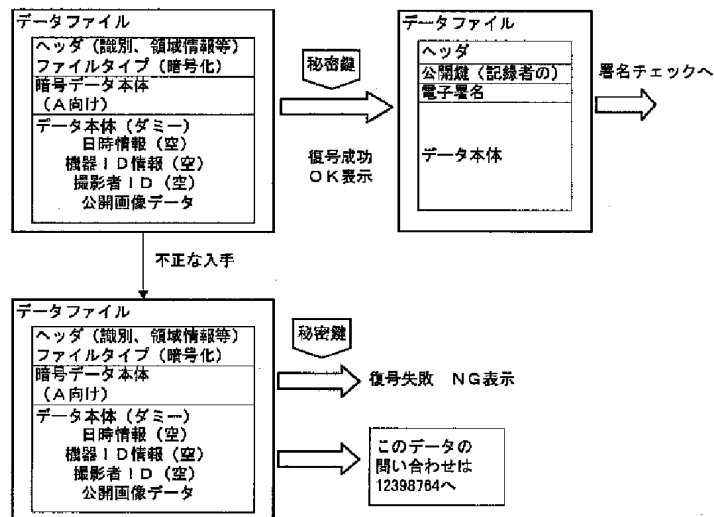 データファイル
ヘッダ（識別、領域情報等）
ファイルタイプ（暗号化）
暗号データ本体
（A向け）
データ本体（ダミー）
日時情報（空）
機器ＩＤ情報（空）
撮影者ＩＤ（空）
公開画像データ
秘密鍵
復号成功
ＯＫ表示
データファイル
ヘッダ
公開鍵（記録者の）
電子署名
データ本体
署名チェックへ
不正な入手
データファイル
ヘッダ（識別、領域情報等）
ファイルタイプ（暗号化）
暗号データ本体
（A向け）
データ本体（ダミー）
日時情報（空）
機器ＩＤ情報（空）
撮影者ＩＤ（空）
公開画像データ
秘密鍵
復号失敗　ＮＧ表示
このデータの
問い合わせは
12398764へ